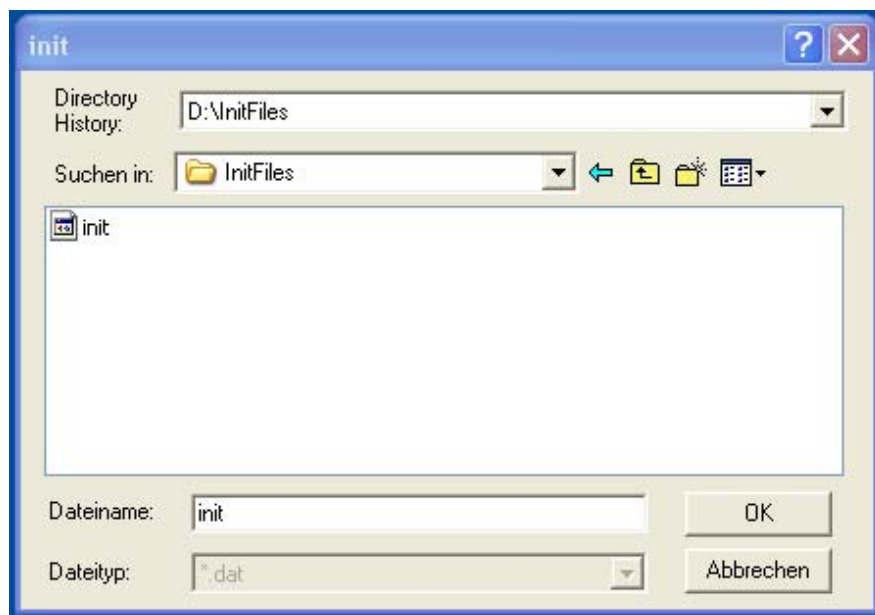 init
Directory
History:
D:\InitFiles
Suchen in:
InitFiles
init
Dateiname:
init
OK
Dateityp:
*.dat
Abbrechen